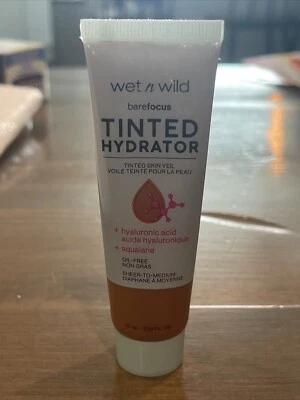 wet n wild
barefocus
TINTED
HYDRATOR
TINTED SKIN VEIL
VOILE TEINTÉ POUR LA PEAU
+ hyaluronic acid
acide hyaluronique
+ squalane
OIL-FREE
NON GRAS
SHEER-TO-MEDIUM
DIAPHANE À MOYENNE